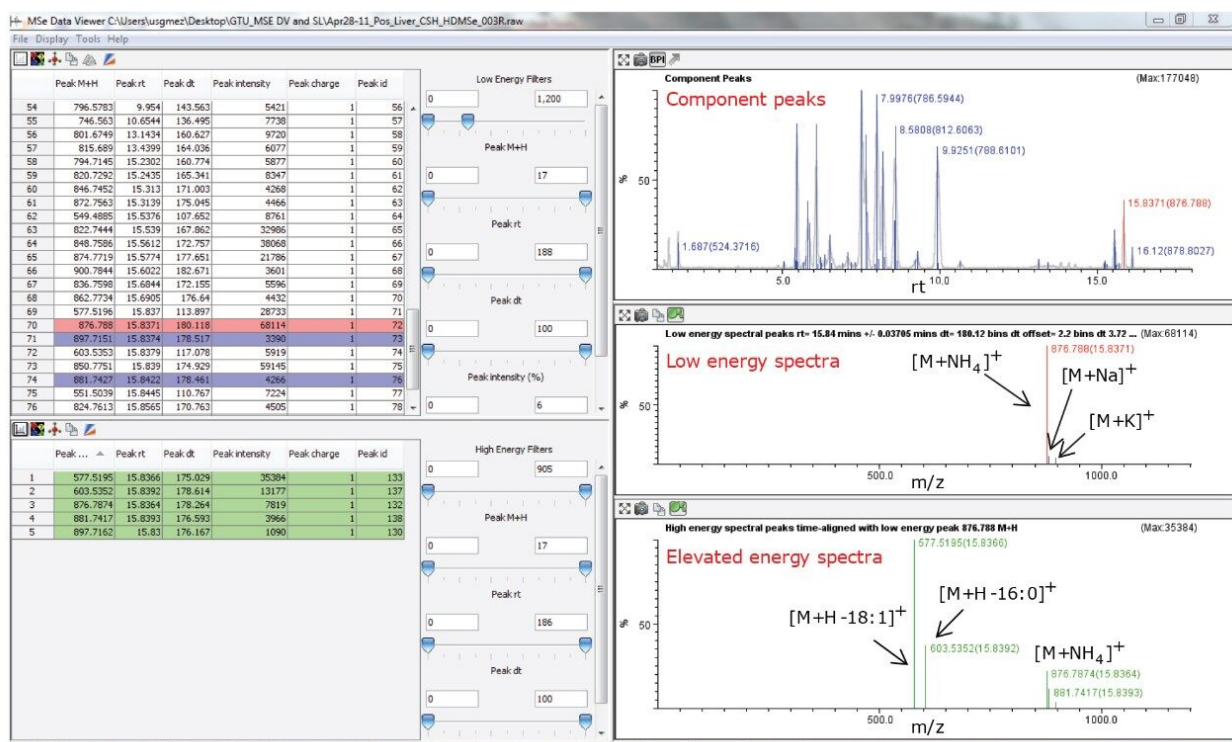 MSe Data Viewer C:\Users\usgmez\Desktop\GTU_MSE DV and SL\Apr28-11_Pos_Liver_CSH_HDMSe_003R.raw
File Display Tools Help
Peak M+H Peak rt Peak dt Peak intensity Peak charge Peak id
54 796.5783 9.954 143.563 5421 1 56
55 746.563 10.6544 136.495 7738 1 57
56 801.6749 13.1434 160.627 9720 1 58
57 815.689 13.4399 164.036 6077 1 59
58 794.7145 15.2302 160.774 5877 1 60
59 820.7292 15.2435 165.341 8347 1 61
60 846.7452 15.313 171.003 4268 1 62
61 872.7563 15.3139 175.045 4466 1 63
62 549.4885 15.5376 107.652 8761 1 64
63 822.7444 15.539 167.862 32986 1 65
64 848.7586 15.5612 172.757 38068 1 66
65 874.7719 15.5774 177.651 21786 1 67
66 900.7844 15.6022 182.671 3601 1 68
67 836.7598 15.6844 172.155 5596 1 69
68 862.7734 15.6905 176.64 4432 1 70
69 577.5196 15.837 113.897 28733 1 71
70 876.788 15.8371 180.118 68114 1 72
71 897.7151 15.8374 178.517 3390 1 73
72 603.5353 15.8379 117.078 5919 1 74
73 850.7751 15.839 174.929 59145 1 75
74 881.7427 15.8422 178.461 4266 1 76
75 551.5039 15.8445 110.767 7224 1 77
76 824.7613 15.8565 170.763 4505 1 78
Low Energy Filters
0 1,200
Peak M+H
0 17
Peak rt
0 188
Peak dt
0 100
Peak intensity (%)
0 6
BPI
Component Peaks (Max:177048)
Component peaks
7.9976(786.5944)
8.5808(812.6063)
9.9251(788.6101)
% 50
15.8371(876.788)
1.687(524.3716)
16.12(878.8027)
5.0 10.0 15.0
rt
Low energy spectral peaks rt= 15.84 mins +/- 0.03705 mins dt= 180.12 bins dt offset= 2.2 bins dt 3.72 ... (Max:68114)
876.788(15.8371)
Low energy spectra
[M+NH4]+
[M+Na]+
[M+K]+
% 50
500.0 1000.0
m/z
Peak ... Peak rt Peak dt Peak intensity Peak charge Peak id
1 577.5195 15.8366 175.029 35384 1 133
2 603.5352 15.8392 178.614 13177 1 137
3 876.7874 15.8364 178.264 7819 1 132
4 881.7417 15.8393 176.593 3966 1 138
5 897.7162 15.83 176.167 1090 1 130
High Energy Filters
0 905
Peak M+H
0 17
Peak rt
0 186
Peak dt
0 100
High energy spectral peaks time-aligned with low energy peak 876.788 M+H (Max:35384)
577.5195(15.8366)
Elevated energy spectra
[M+H-16:0]+
[M+H-18:1]+
% 50
603.5352(15.8392)
[M+NH4]+
876.7874(15.8364)
881.7417(15.8393)
500.0 1000.0
m/z